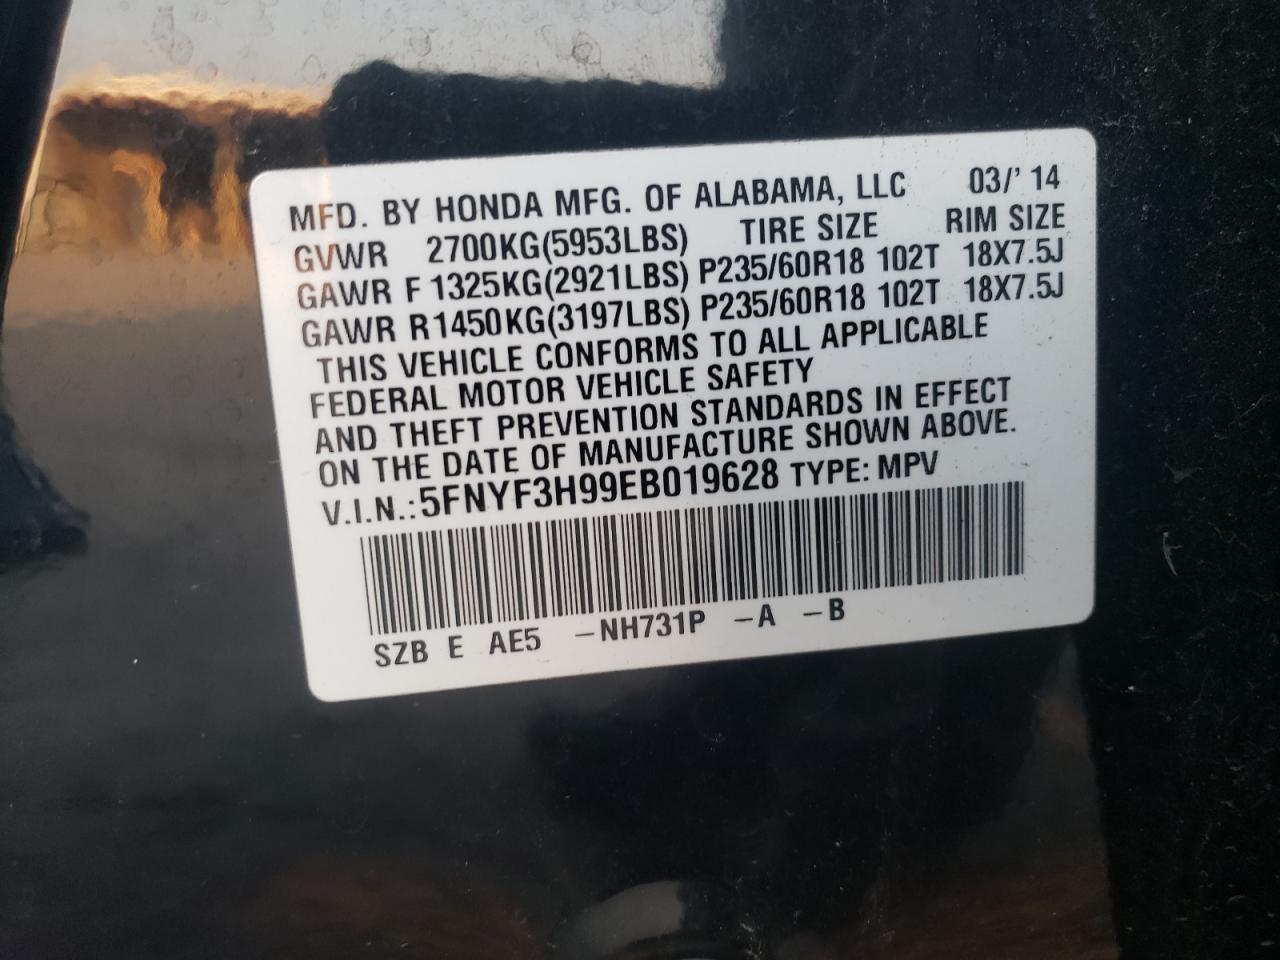 MFD. BY HONDA MFG. OF ALABAMA, LLC 03/' 14
GVWR 2700KG(5953LBS) TIRE SIZE RIM SIZE
GAWR F 1325KG(2921LBS) P235/60R18 102T 18X7.5J
GAWR R1450KG(3197LBS) P235/60R18 102T 18X7.5J
THIS VEHICLE CONFORMS TO ALL APPLICABLE
FEDERAL MOTOR VEHICLE SAFETY
AND THEFT PREVENTION STANDARDS IN EFFECT
ON THE DATE OF MANUFACTURE SHOWN ABOVE.
V.I.N.:5FNYF3H99EB019628 TYPE: MPV
SZB E AE5 -NH731P -A -B